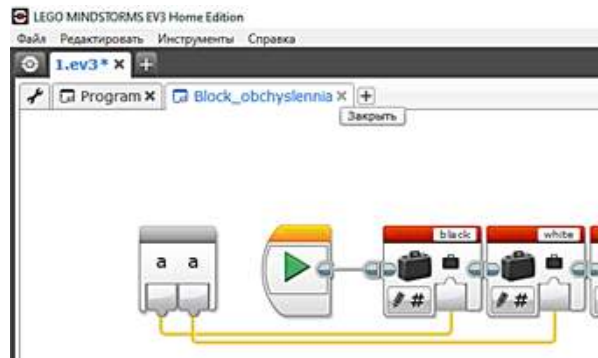 LEGO MINDSTORMS EV3 Home Edition
Файл Редактировать Инструменты Справка
1.ev3* × +
Program × Block_obchyslennia × +
Закрыть
black white
a a
# #